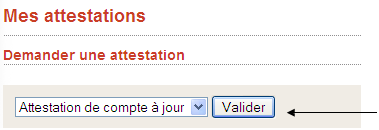 Mes attestations
Demander une attestation
Attestation de compte à jour Valider